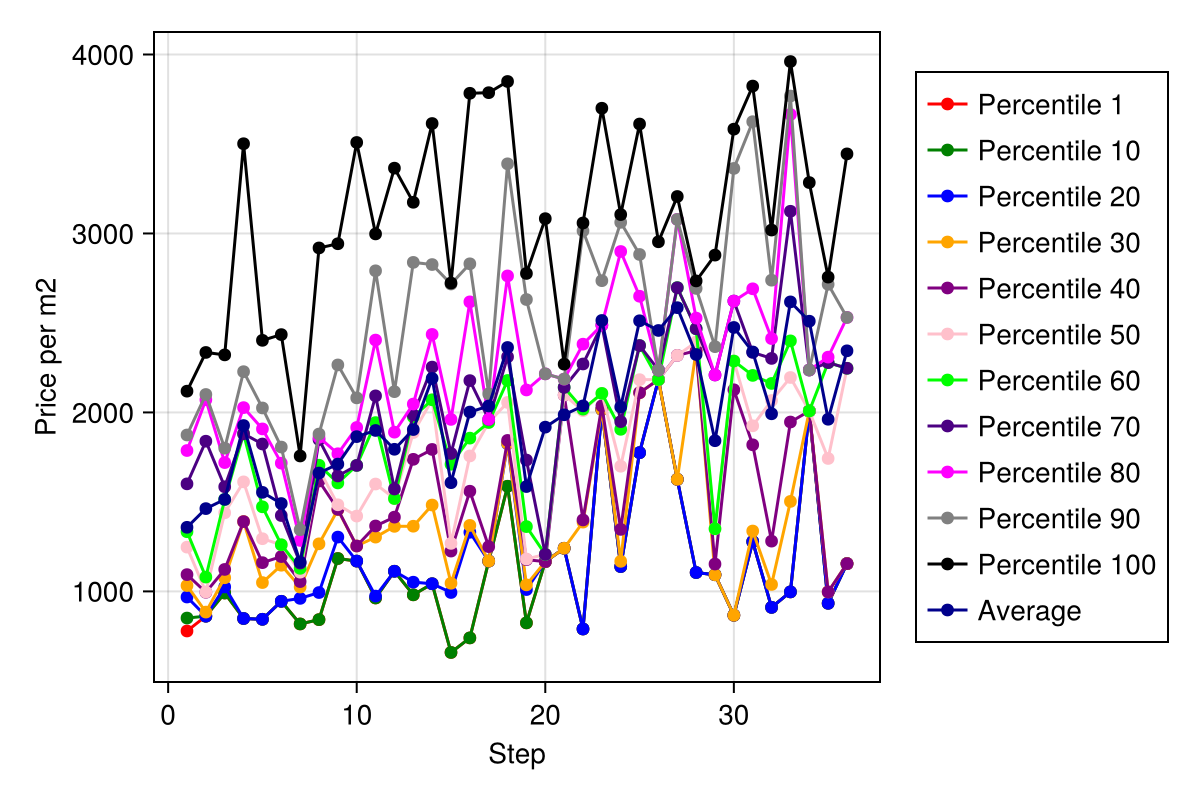 4000
3000
2000
1000
Price per m2
0 10 20 30
Step
Percentile 1
Percentile 10
Percentile 20
Percentile 30
Percentile 40
Percentile 50
Percentile 60
Percentile 70
Percentile 80
Percentile 90
Percentile 100
Average